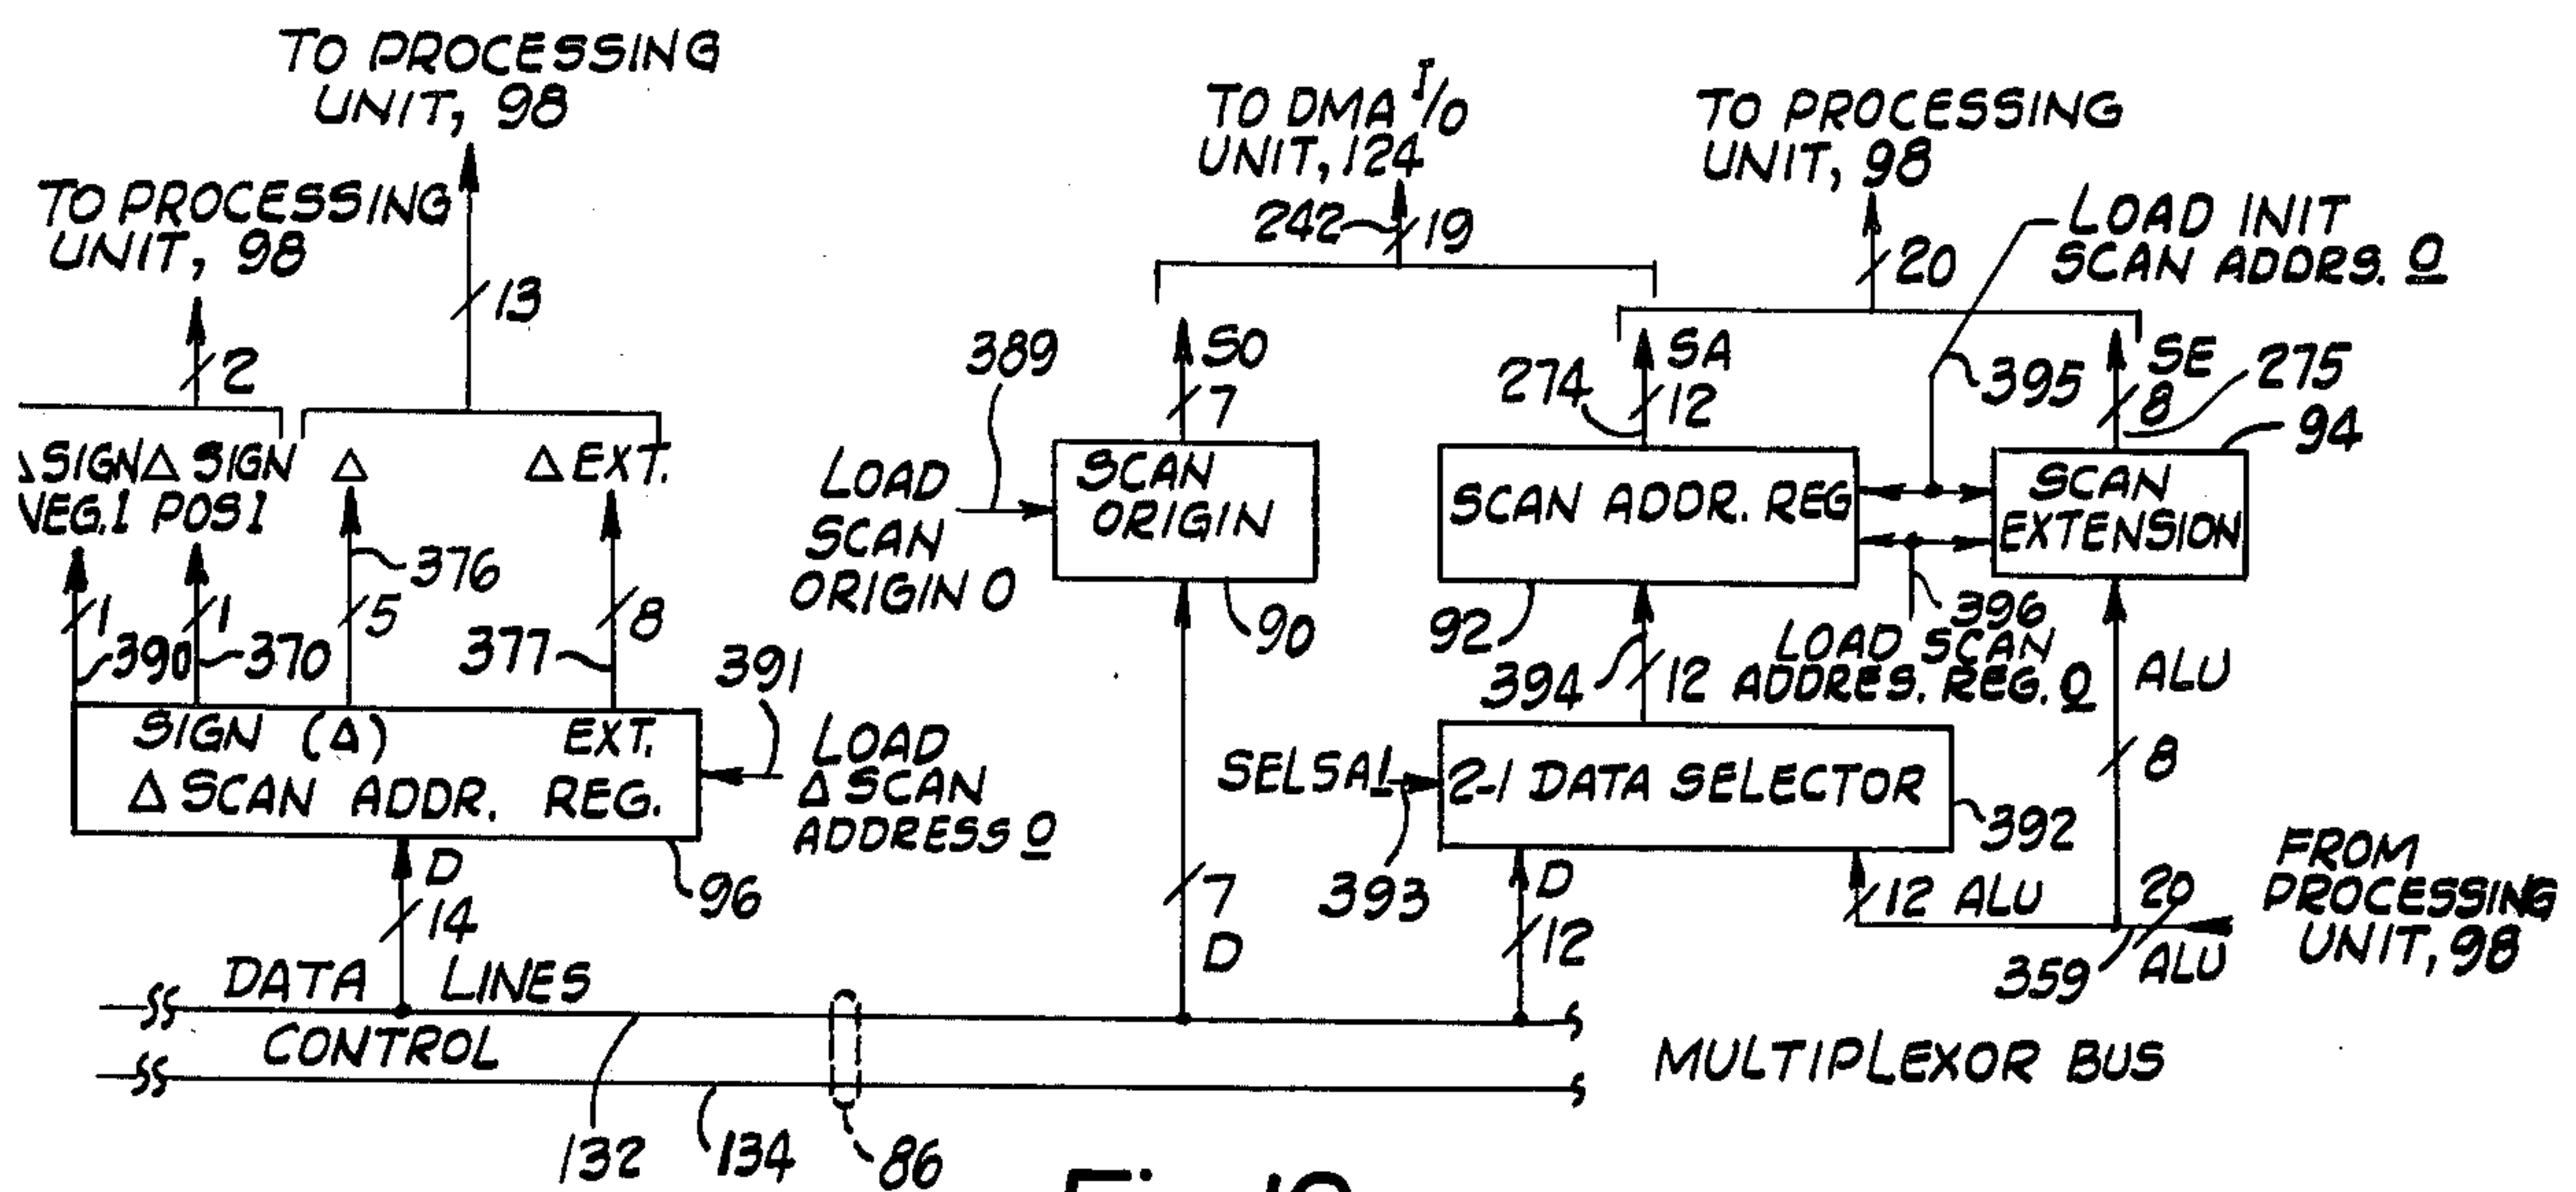 TO PROCESSING
UNIT, 98
TO PROCESSING
UNIT, 98
13
2
SIGN
NEG.1
Δ SIGN
POS1
Δ
Δ EXT.
1
390
1
370
376
5
377
8
SIGN (Δ) EXT.
Δ SCAN ADDR. REG.
391
LOAD
Δ SCAN
ADDRESS 0
96
D
14
DATA LINES
CONTROL
132
134
86
TO DMA I/O
UNIT, 124
242
19
389
LOAD
SCAN
ORIGIN 0
SO
7
SCAN
ORIGIN
90
7
D
TO PROCESSING
UNIT, 98
20
LOAD INIT
SCAN ADDRS. 0
395
274
SA
12
SE
8
275
94
SCAN ADDR. REG
SCAN
EXTENSION
92
394
12
396
LOAD SCAN
ADDRES. REG. 0
ALU
8
SELSA1
393
2-1 DATA SELECTOR
392
D
12
12 ALU
20
359
ALU
FROM
PROCESSING
UNIT, 98
MULTIPLEXOR BUS